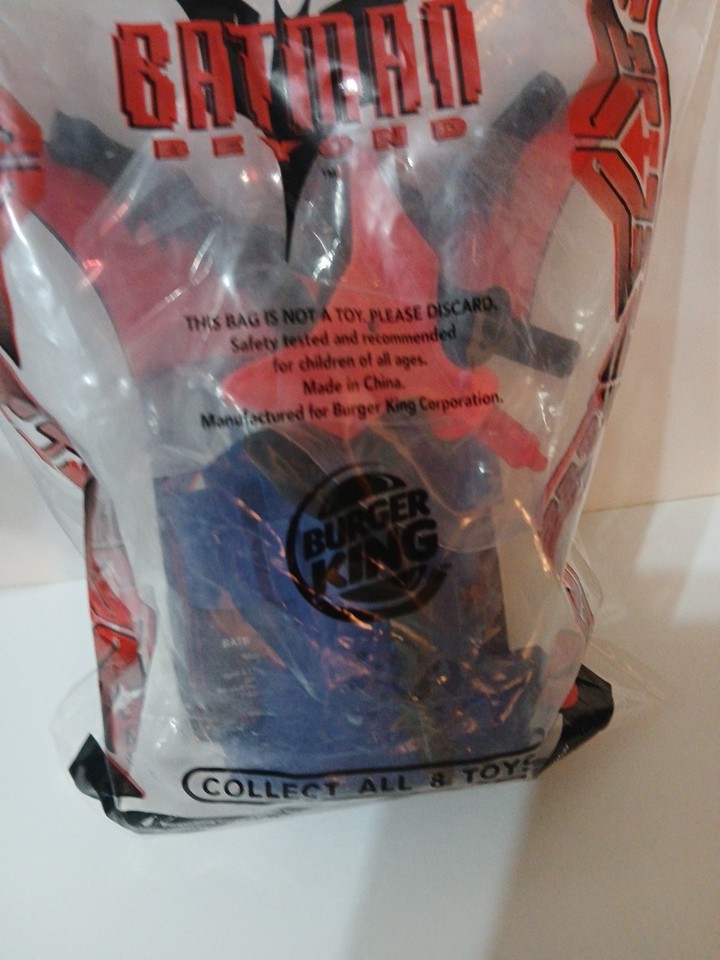 BATMAN
BEYOND
™
THIS BAG IS NOT A TOY. PLEASE DISCARD.
Safety tested and recommended
for children of all ages.
Made in China.
Manufactured for Burger King Corporation.
BURGER
KING
COLLECT ALL 8 TOYS